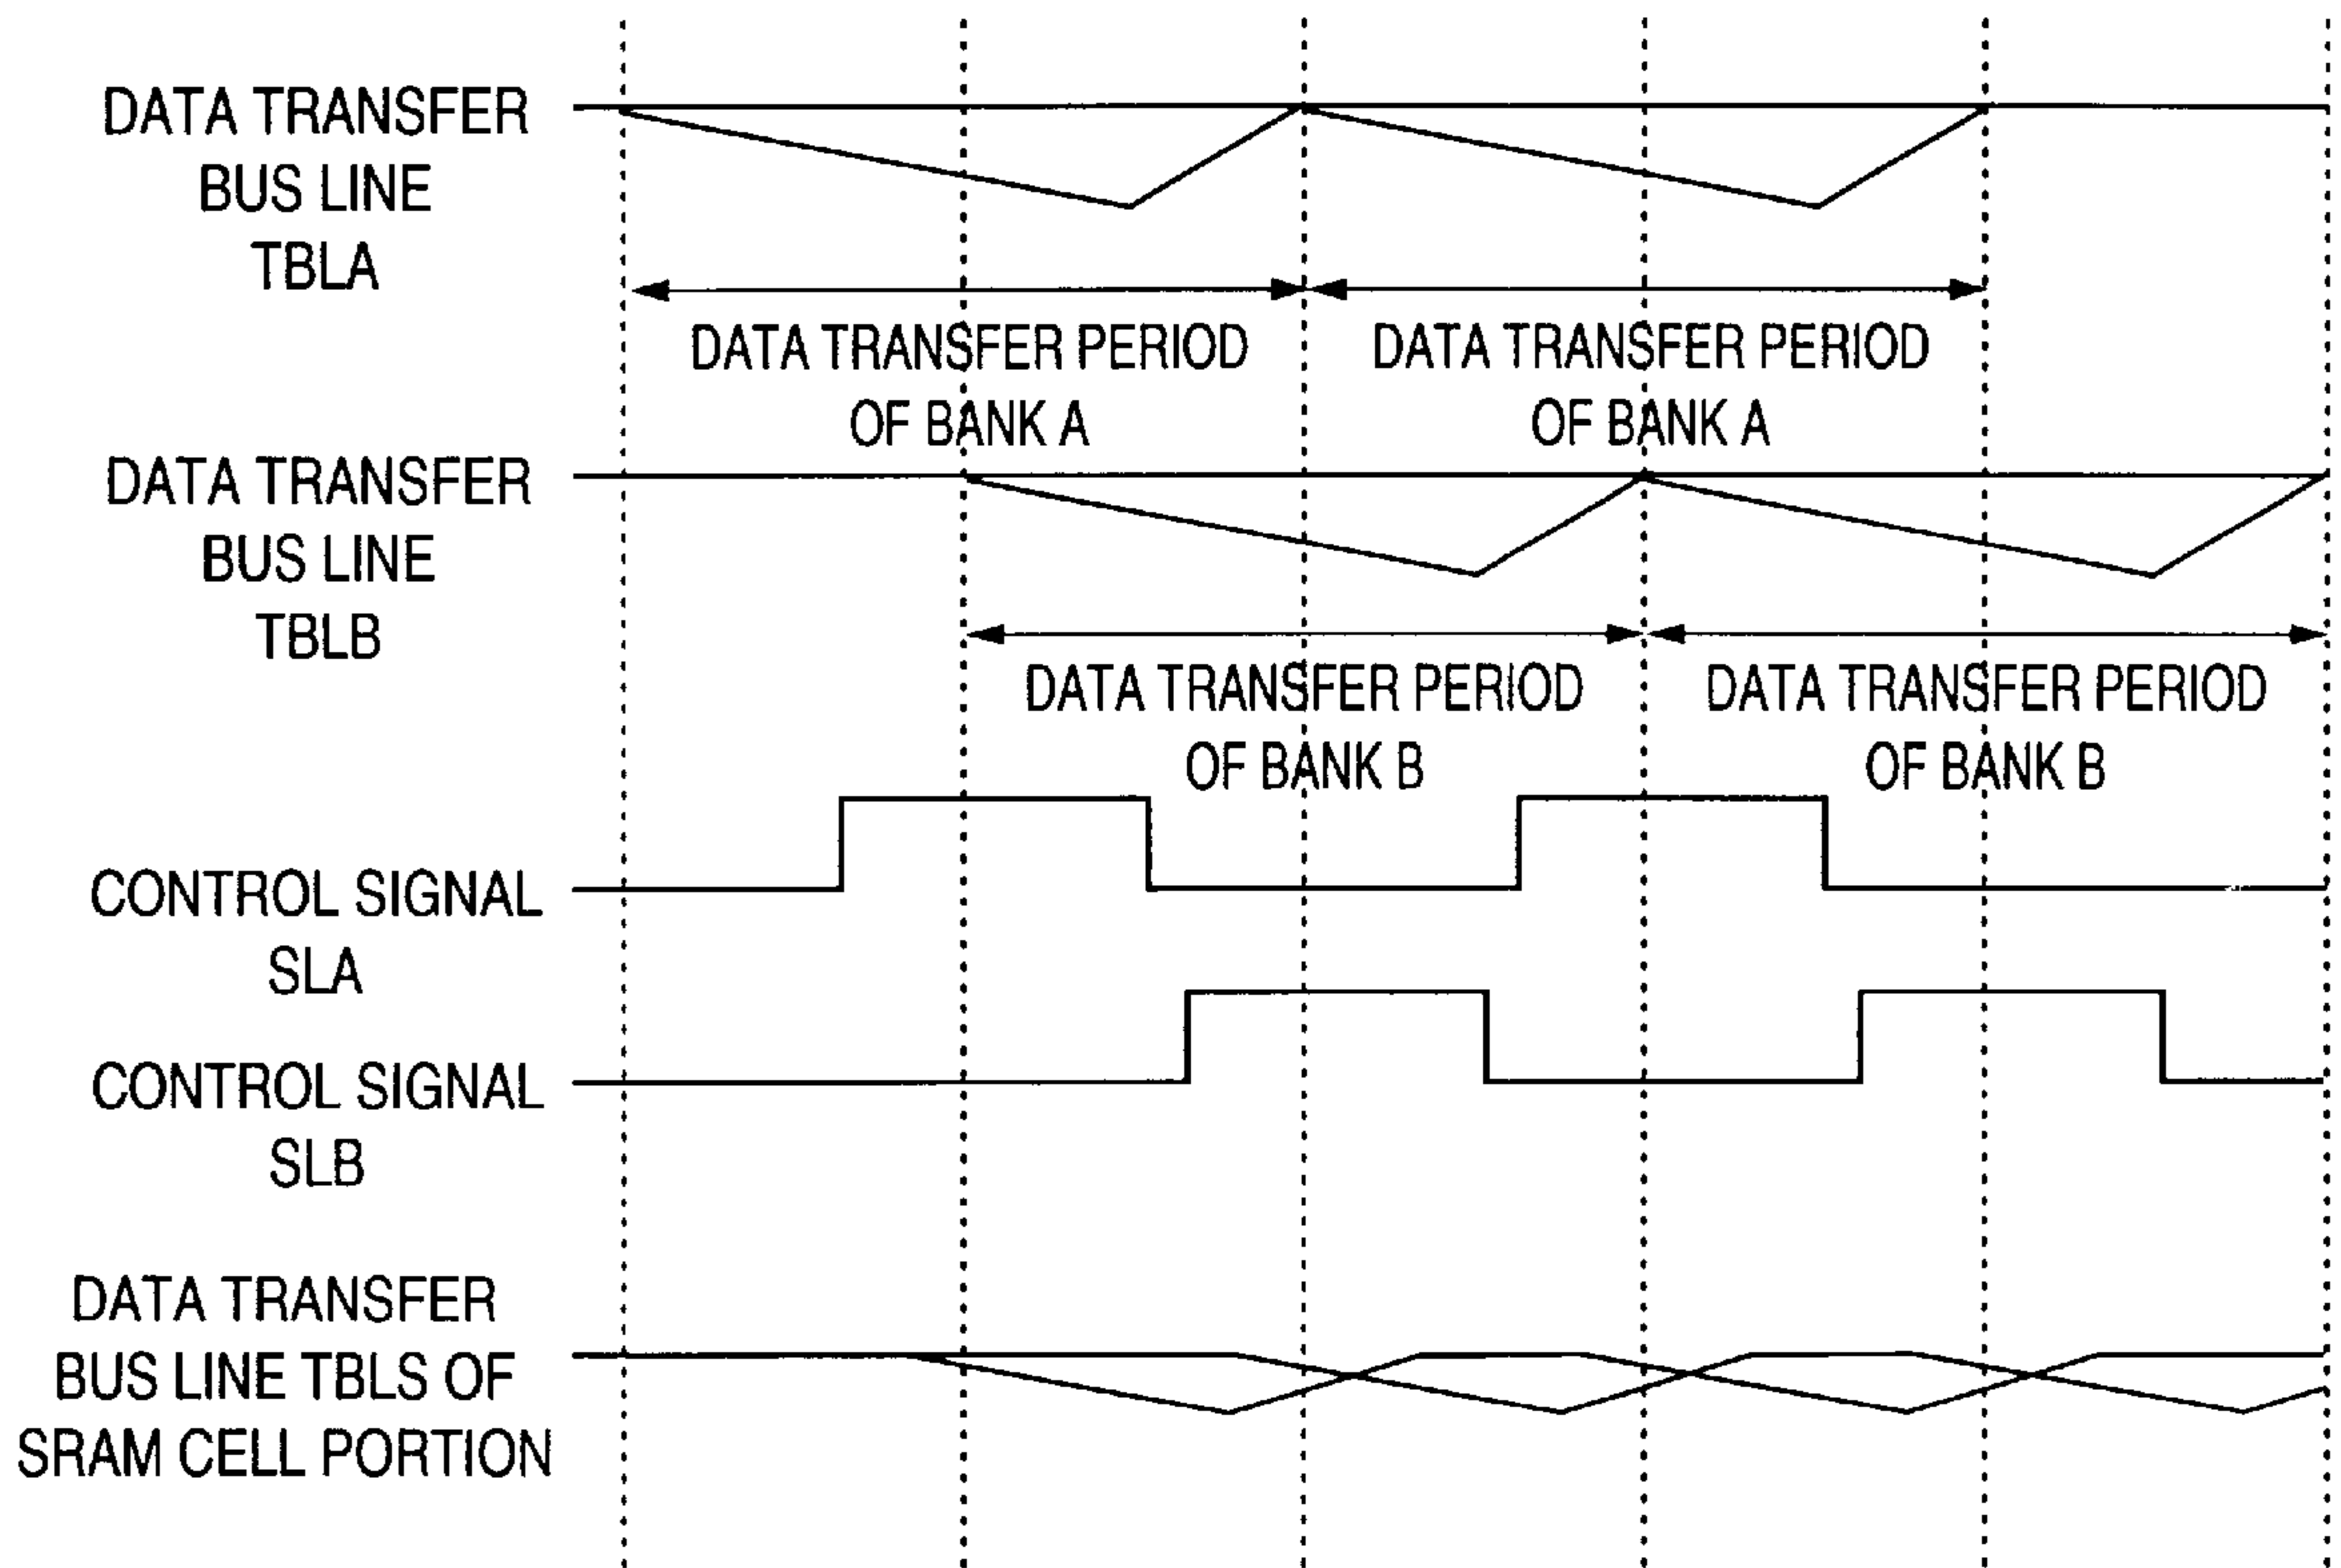 DATA TRANSFER
BUS LINE
TBLA
DATA TRANSFER PERIOD
OF BANK A
DATA TRANSFER PERIOD
OF BANK A
DATA TRANSFER
BUS LINE
TBLB
DATA TRANSFER PERIOD
OF BANK B
DATA TRANSFER PERIOD
OF BANK B
CONTROL SIGNAL
SLA
CONTROL SIGNAL
SLB
DATA TRANSFER
BUS LINE TBLS OF
SRAM CELL PORTION